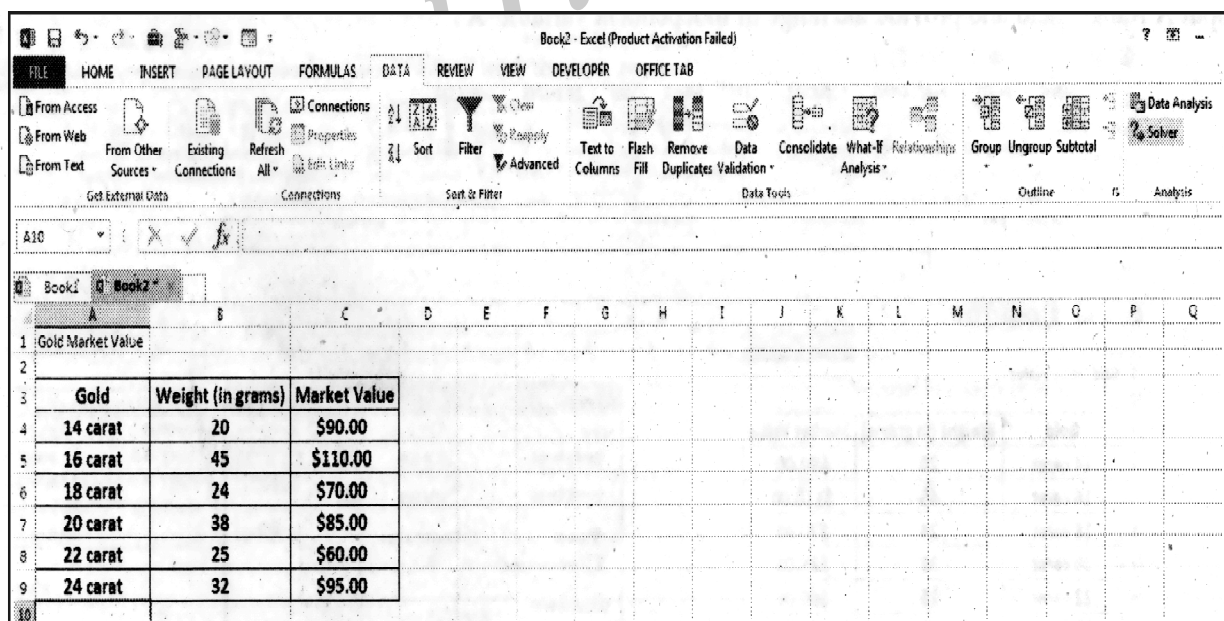 Book2 - Excel (Product Activation Failed)
?
FILE HOME INSERT PAGE LAYOUT FORMULAS DATA REVIEW VIEW DEVELOPER OFFICE TAB
From Access
From Web
From Text
From Other Sources
Existing Connections
Get External Data
Refresh All
Connections
Properties
Edit Links
Connections
Sort
Filter
Clear
Reapply
Advanced
Sort & Filter
Text to Columns
Flash Fill
Remove Duplicates
Data Validation
Consolidate
What-If Analysis
Relationships
Data Tools
Group
Ungroup
Subtotal
Outline
Data Analysis
Solver
Analysis
A10 fx
Book1 Book2 *
A B C D E F G H I J K L M N O P Q
1 Gold Market Value
2
3 Gold Weight (in grams) Market Value
4 14 carat 20 $90.00
5 16 carat 45 $110.00
6 18 carat 24 $70.00
7 20 carat 38 $85.00
8 22 carat 25 $60.00
9 24 carat 32 $95.00
10